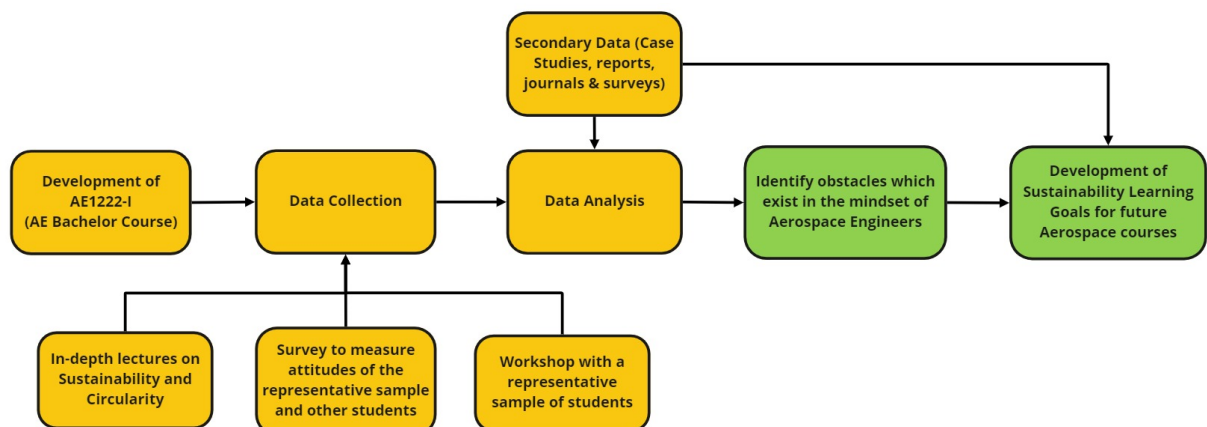 Secondary Data (Case
Studies, reports,
journals & surveys)
Development of
AE1222-I
(AE Bachelor Course)
Data Collection
Data Analysis
Identify obstacles which
exist in the mindset of
Aerospace Engineers
Development of
Sustainability Learning
Goals for future
Aerospace courses
In-depth lectures on
Sustainability and
Circularity
Survey to measure
attitudes of the
representative sample
and other students
Workshop with a
representative
sample of students